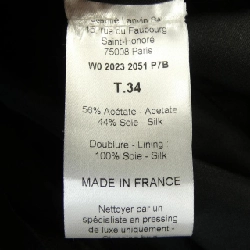 15, rue du Faubourg
Saint-Honoré
75008 Paris
W0 2023 2051 P/B
T.34
56% Acétate - Acetate
44% Soie - Silk
Doublure - Lining
100% Soie - Silk
MADE IN FRANCE
Nettoyer par un
spécialiste en pressing
de luxe uniquement -